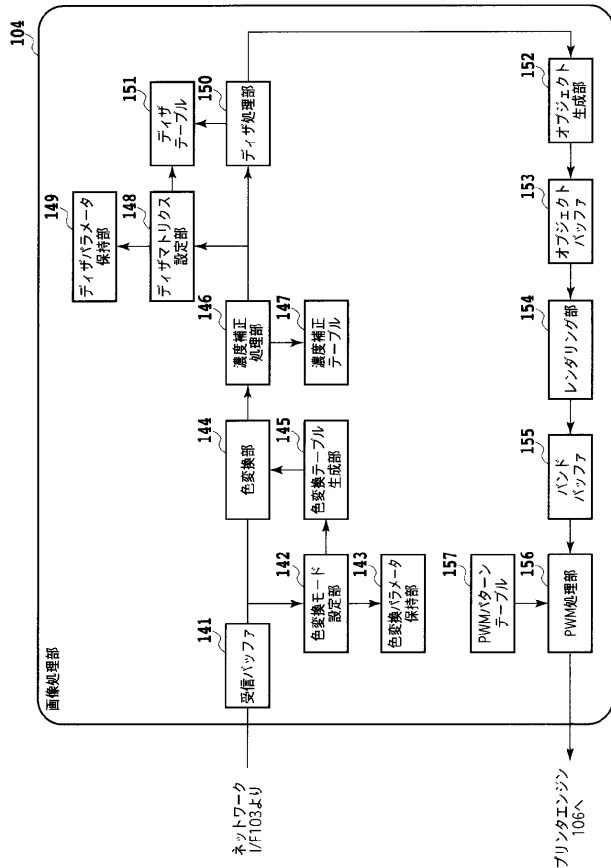 104
画像処理部
ネットワーク
I/F103より
141
受信バッファ
142
色変換モード
設定部
143
色変換パラメータ
保持部
144
色変換部
145
色変換テーブル
生成部
146
濃度補正
処理部
147
濃度補正
テーブル
148
ディザマトリクス
設定部
149
ディザパラメータ
保持部
150
ディザ処理部
151
ディザ
テーブル
152
オブジェクト
生成部
153
オブジェクト
バッファ
154
レンダリング部
155
バンド
バッファ
156
PWM処理部
157
PWMパターン
テーブル
プリンタエンジン
106へ